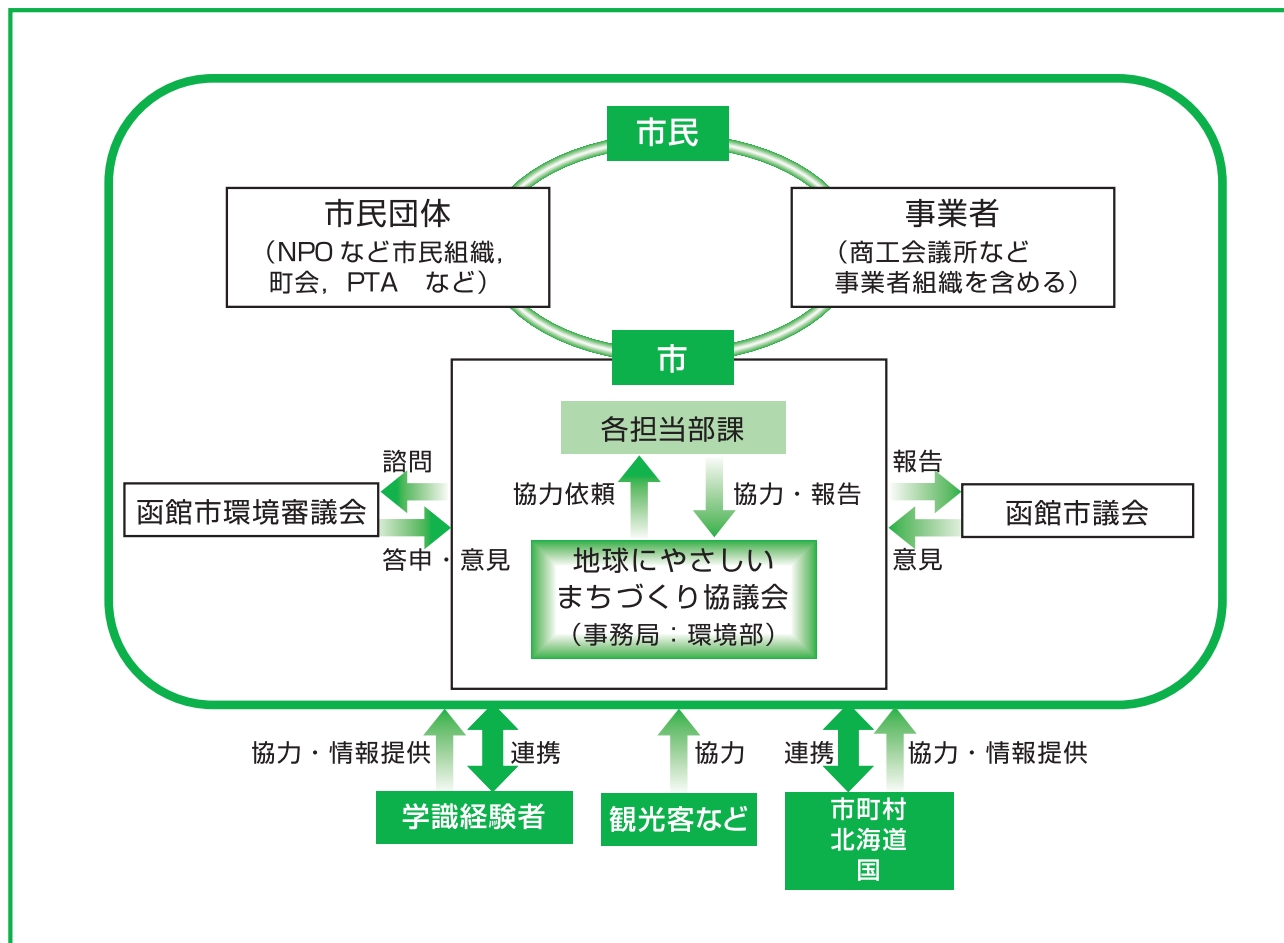 市民
市民団体
（NPO など市民組織，
町会，PTA　など）
事業者
（商工会議所など
事業者組織を含める）
市
各担当部課
諮問
協力依頼
協力・報告
報告
函館市環境審議会
函館市議会
答申・意見
意見
地球にやさしい
まちづくり協議会
（事務局：環境部）
協力・情報提供
連携
協力
連携
協力・情報提供
学識経験者
観光客など
市町村
北海道
国